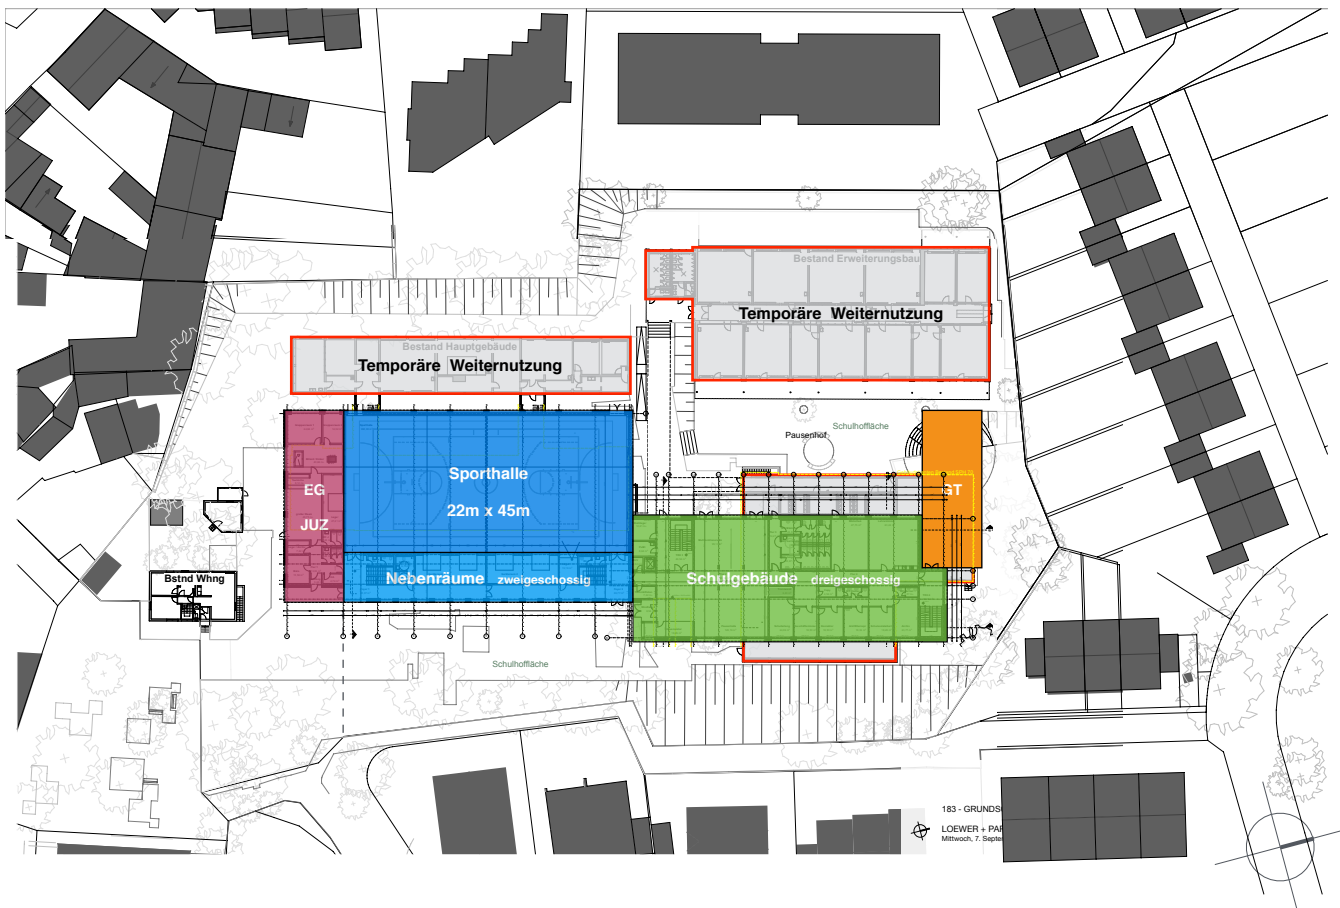 Bestand Erweiterungsbau
Temporäre Weiternutzung
Bestand Hauptgebäude
Temporäre Weiternutzung
Schulhoffläche
Pausenhof
Sporthalle
22m x 45m
EG
JUZ
GT
Bstnd Whng
Nebenräume zweigeschossig
Schulgebäude dreigeschossig
Schulhoffläche
183 - GRUNDS
LOEWER + PAR
Mittwoch, 7. Septe